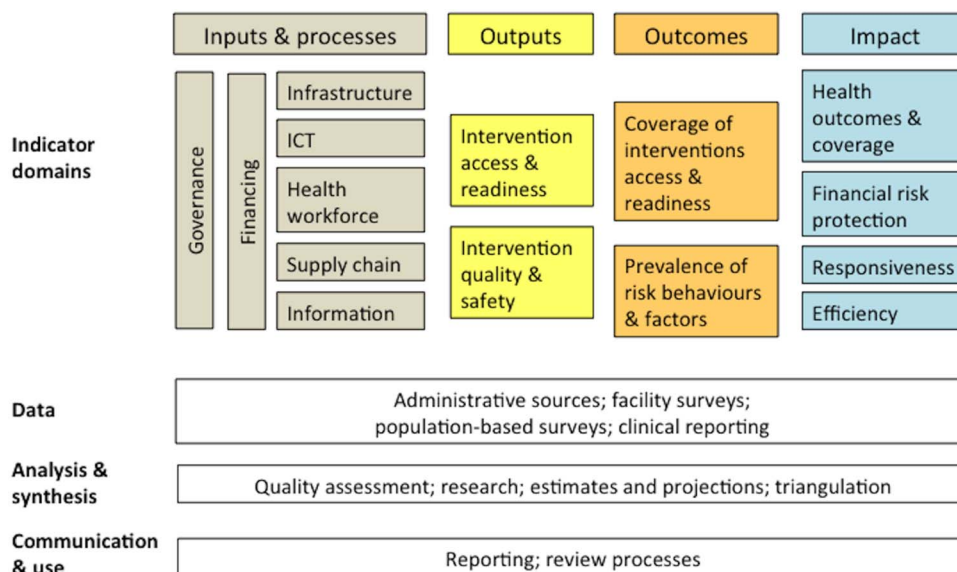 Inputs & processes
Outputs
Outcomes
Impact
Indicator
domains
Governance
Financing
Infrastructure
ICT
Health
workforce
Supply chain
Information
Intervention
access &
readiness
Intervention
quality &
safety
Coverage of
interventions
access &
readiness
Prevalence of
risk behaviours
& factors
Health
outcomes &
coverage
Financial risk
protection
Responsiveness
Efficiency
Data
Administrative sources; facility surveys;
population-based surveys; clinical reporting
Analysis &
synthesis
Quality assessment; research; estimates and projections; triangulation
Communication
& use
Reporting; review processes